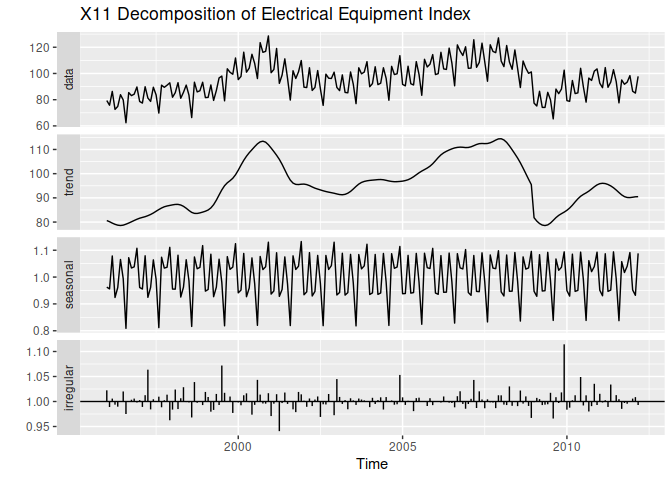 X11 Decomposition of Electrical Equipment Index
120
100
80
60
data
110
100
90
80
trend
1.1
1.0
0.9
0.8
seasonal
1.10
1.05
1.00
0.95
irregular
2000 2005 2010
Time